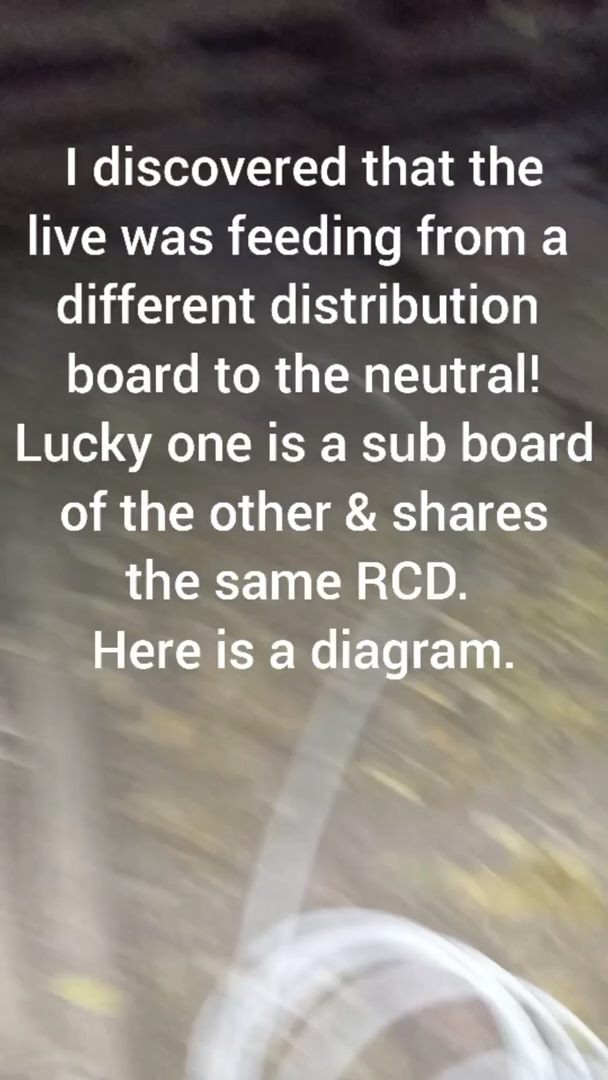 I discovered that the
live was feeding from a
different distribution
board to the neutral!
Lucky one is a sub board
of the other & shares
the same RCD.
Here is a diagram.